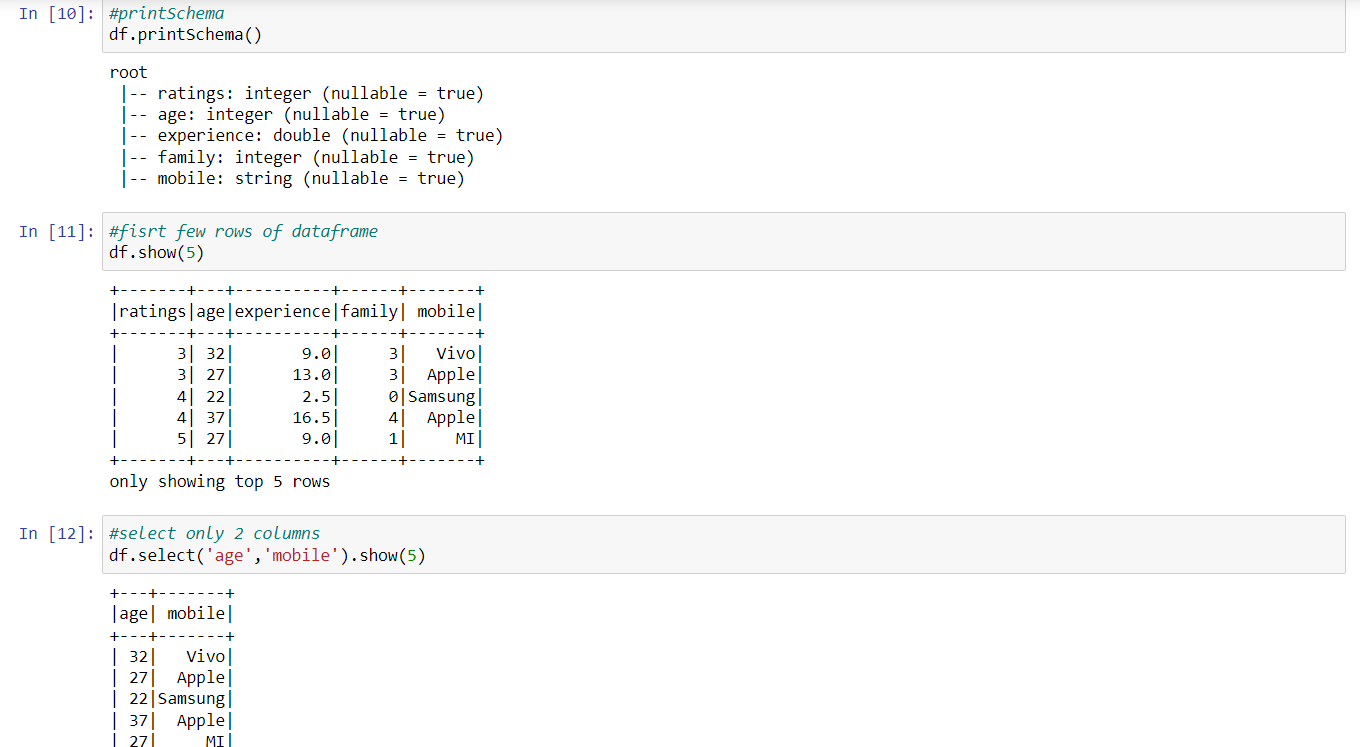 In [10]: #printSchema
df.printSchema()
root
 |-- ratings: integer (nullable = true)
 |-- age: integer (nullable = true)
 |-- experience: double (nullable = true)
 |-- family: integer (nullable = true)
 |-- mobile: string (nullable = true)
In [11]: #fisrt few rows of dataframe
df.show(5)
+-------+---+----------+------+-------+
|ratings|age|experience|family| mobile|
+-------+---+----------+------+-------+
|      3| 32|       9.0|     3|   Vivo|
|      3| 27|      13.0|     3|  Apple|
|      4| 22|       2.5|     0|Samsung|
|      4| 37|      16.5|     4|  Apple|
|      5| 27|       9.0|     1|     MI|
+-------+---+----------+------+-------+
only showing top 5 rows
In [12]: #select only 2 columns
df.select('age','mobile').show(5)
+---+-------+
|age| mobile|
+---+-------+
| 32|   Vivo|
| 27|  Apple|
| 22|Samsung|
| 37|  Apple|
| 27|     MI|